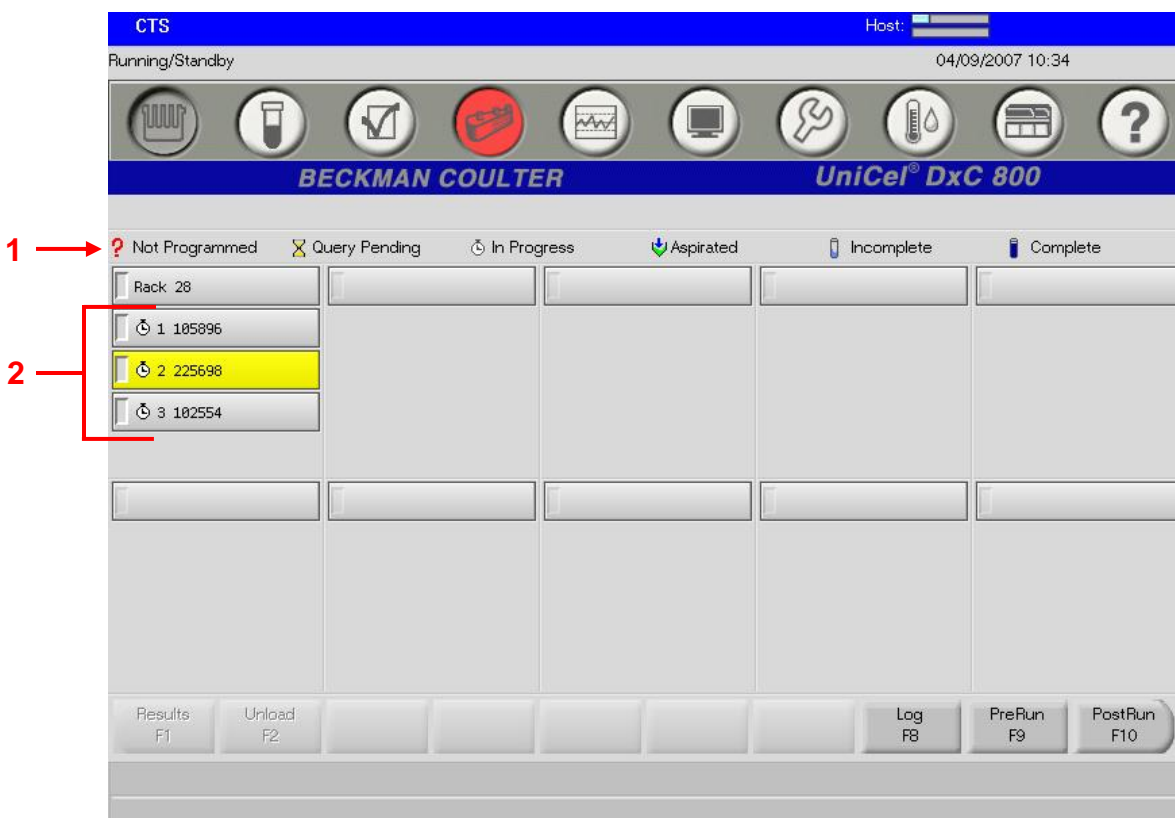 CTS Host:
Running/Standby 04/09/2007 10:34
?
BECKMAN COULTER UniCel® DxC 800
1 ? Not Programmed Query Pending In Progress Aspirated Incomplete Complete
Rack 28
1 105896
2 2 225698
3 102554
Results Unload Log PreRun PostRun
F1 F2 F8 F9 F10